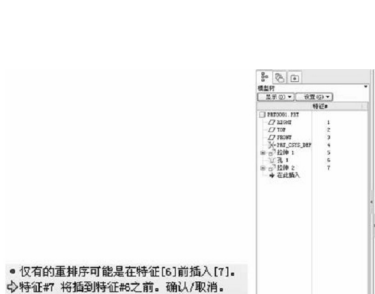 模型树
显示(D) 设置(G)
特征#
PRT0001.PRT
RIGHT 1
TOP 2
FRONT 3
PRT_CSYS_DEF 4
拉伸 1 5
孔 1 6
拉伸 2 7
在此插入
•仅有的重排序可能是在特征[6]前插入[7]。
特征#7 将插到特征#6之前。确认/取消。